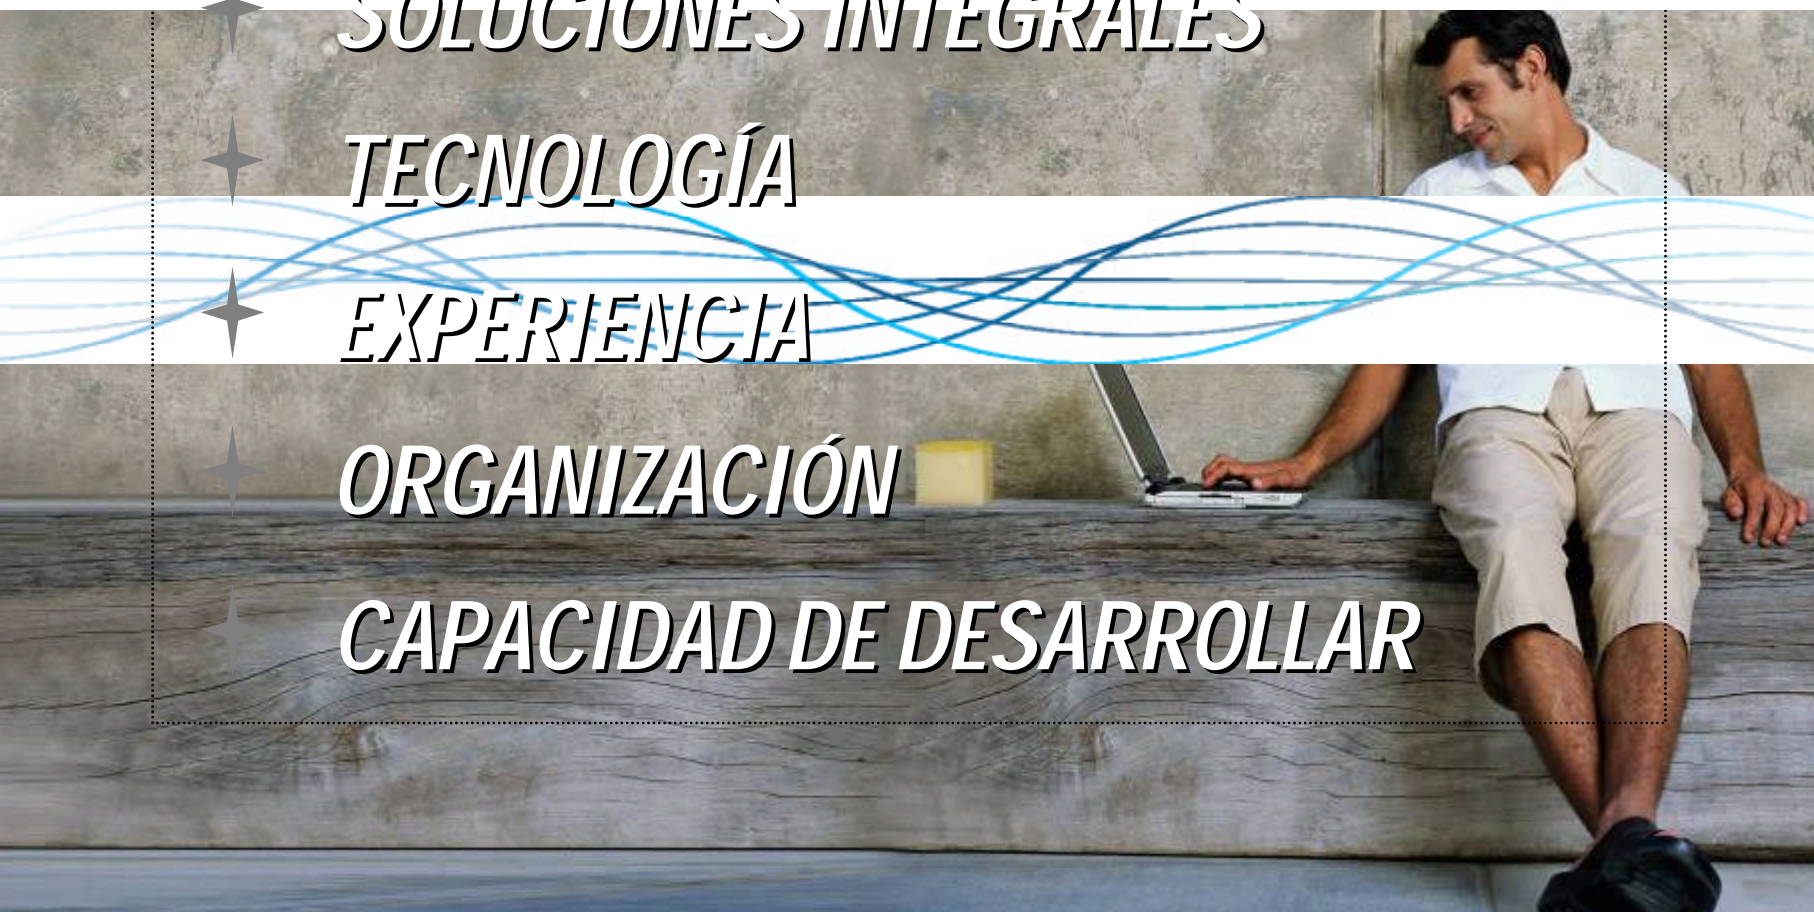 SOLUCIONES INTEGRALES
TECNOLOGÍA
EXPERIENCIA
ORGANIZACIÓN
CAPACIDAD DE DESARROLLAR